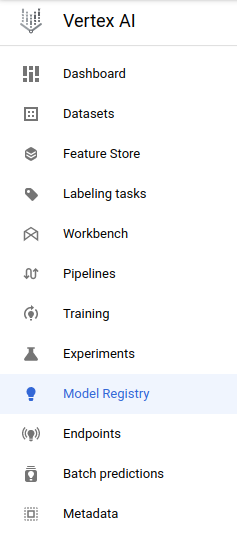 Vertex AI
Dashboard
Datasets
Feature Store
Labeling tasks
Workbench
Pipelines
Training
Experiments
Model Registry
Endpoints
Batch predictions
Metadata